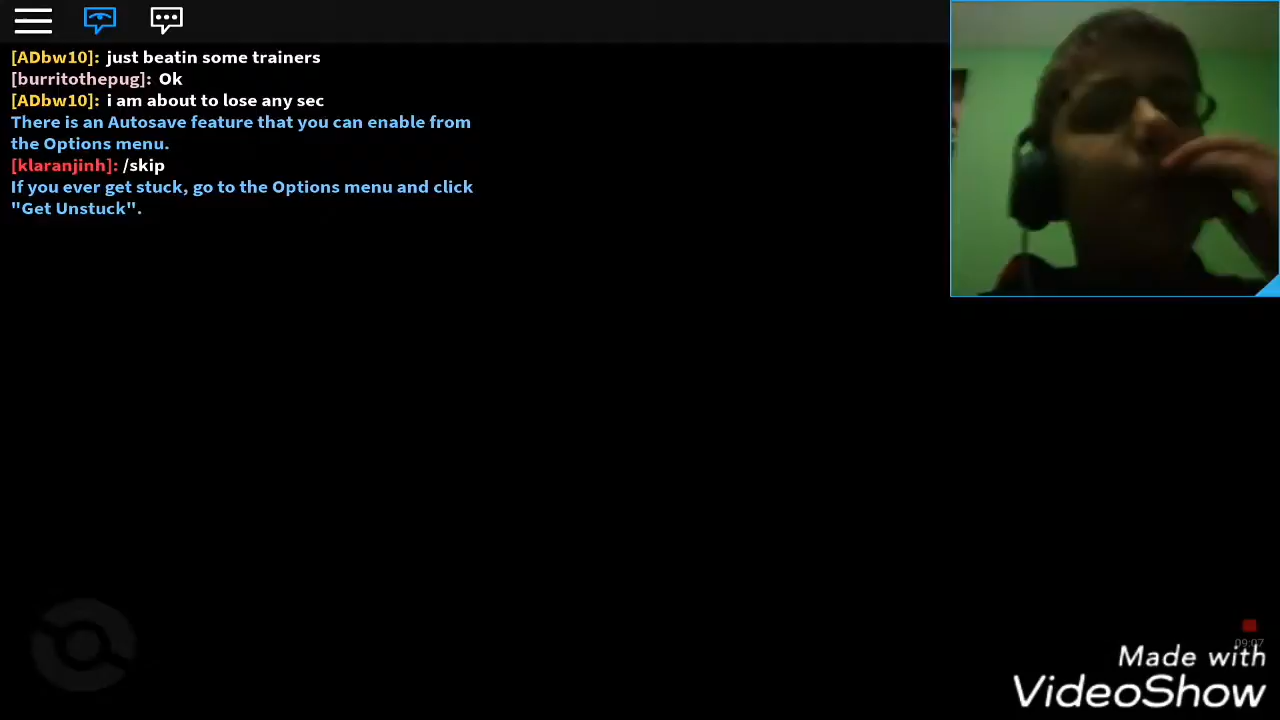 [ADbw10]: just beatin some trainers
[burritothepug]: Ok
[ADbw10]: i am about to lose any sec
There is an Autosave feature that you can enable from
the Options menu.
[klaranjinh]: /skip
If you ever get stuck, go to the Options menu and click
"Get Unstuck".
09:07
Made with
VideoShow